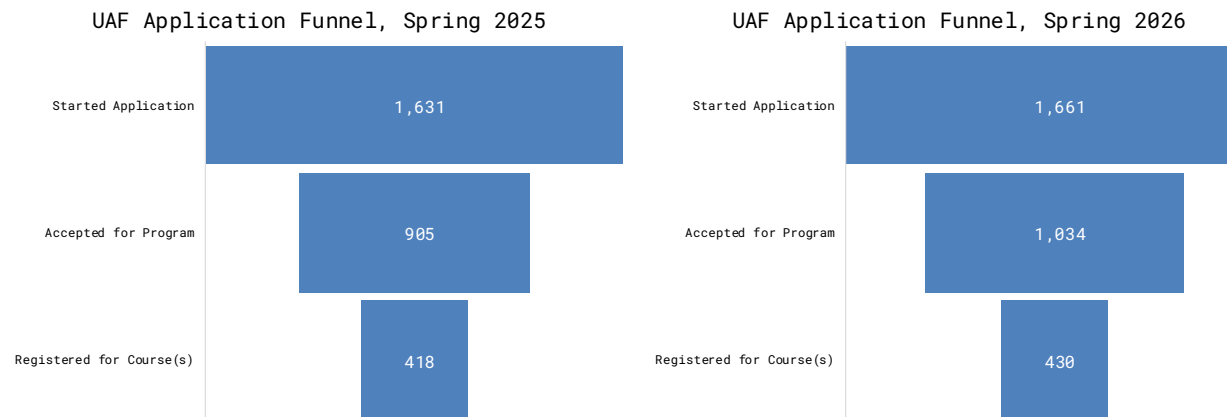 UAF Application Funnel, Spring 2025
Started Application
1,631
Accepted for Program
905
Registered for Course(s)
418
UAF Application Funnel, Spring 2026
Started Application
1,661
Accepted for Program
1,034
Registered for Course(s)
430